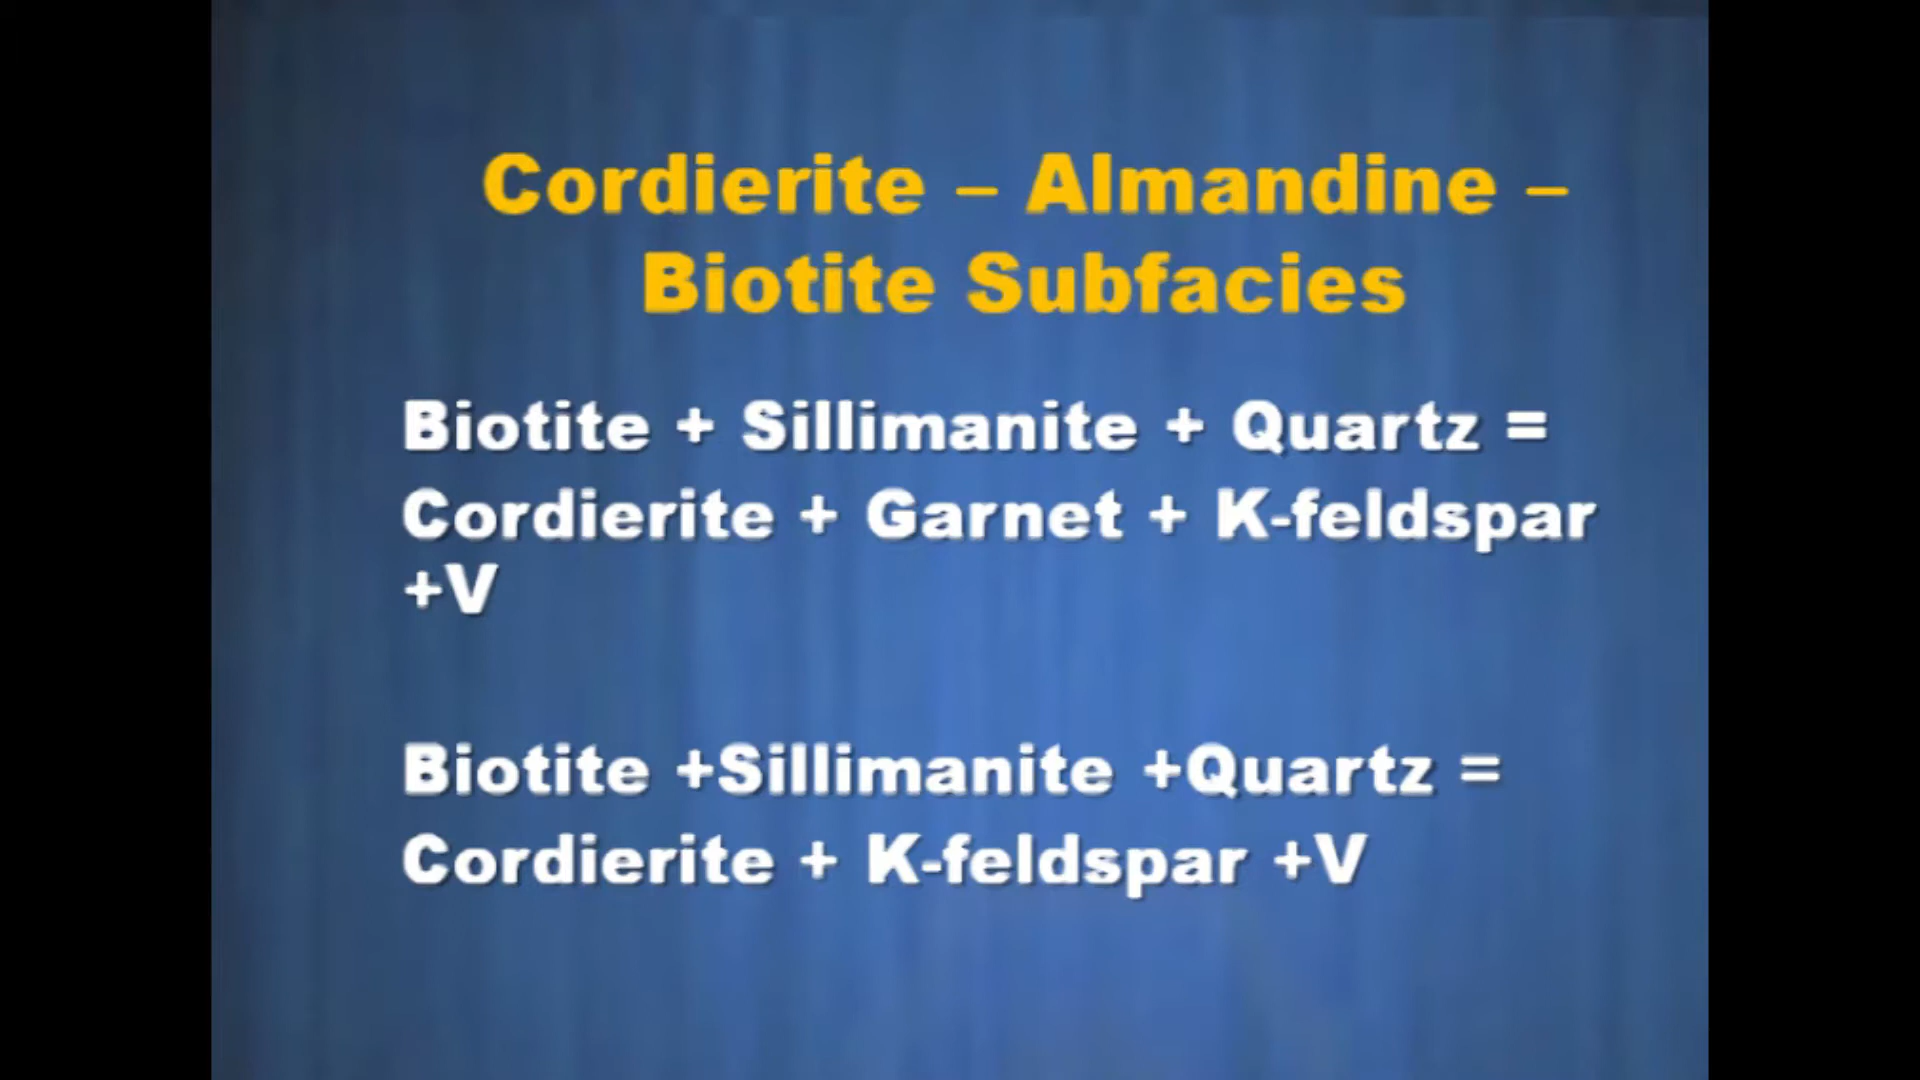 Cordierite – Almandine –
Biotite Subfacies
Biotite + Sillimanite + Quartz =
Cordierite + Garnet + K-feldspar
+V
Biotite +Sillimanite +Quartz =
Cordierite + K-feldspar +V